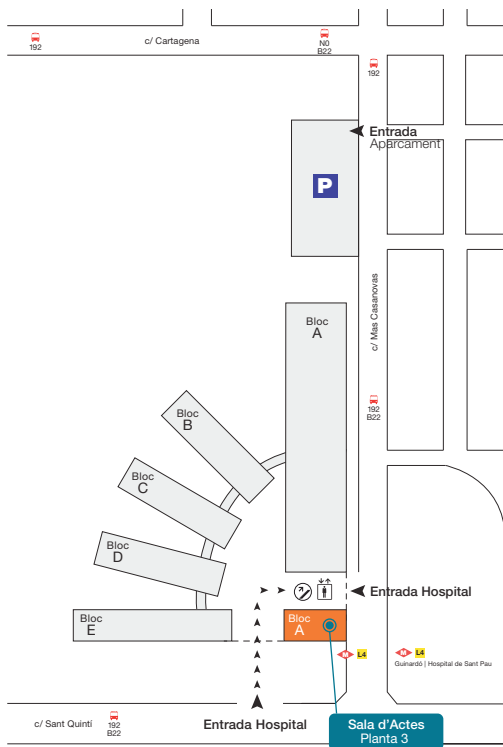 192
c/ Cartagena
N0
B22
192
Entrada
Aparcament
P
Bloc
A
c/ Mas Casanovas
192
B22
Bloc
B
Bloc
C
Bloc
D
Entrada Hospital
Bloc
E
Bloc
A
M L4
M L4
Guinardó | Hospital de Sant Pau
c/ Sant Quintí
192
B22
Entrada Hospital
Sala d'Actes
Planta 3